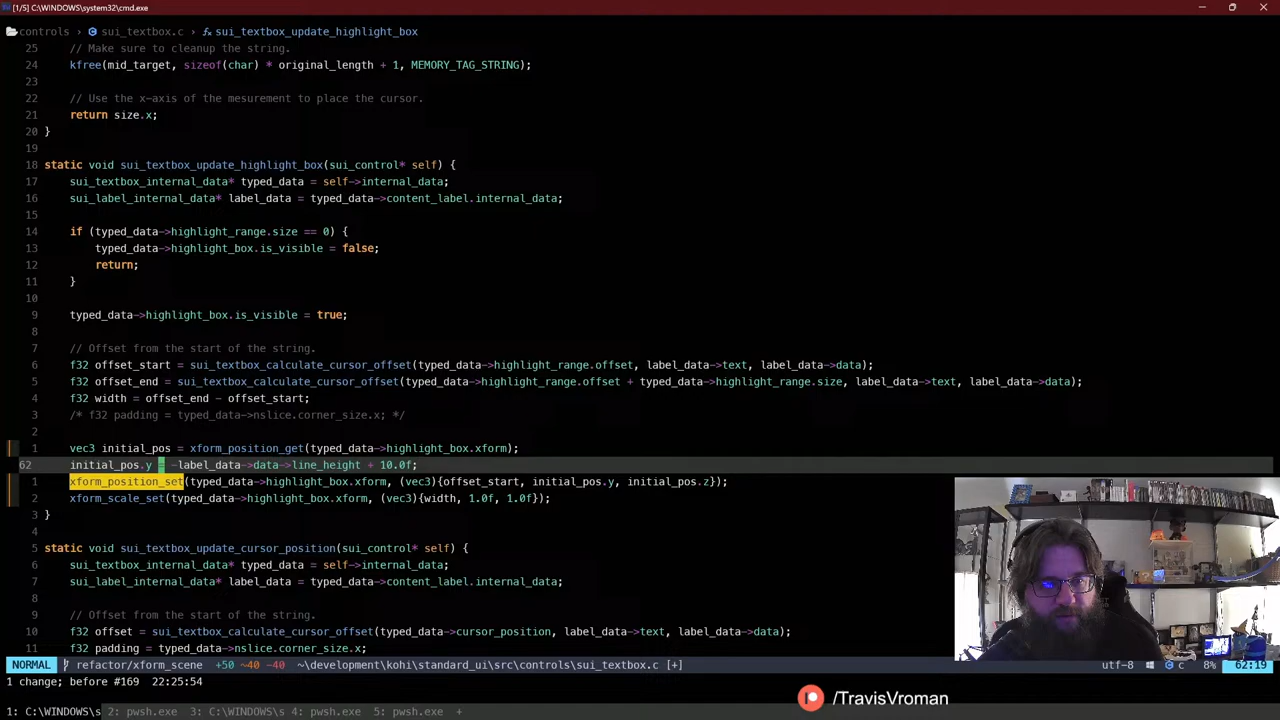 [1/5] C:\WINDOWS\system32\cmd.exe
controls > sui_textbox.c > sui_textbox_update_highlight_box
25 // Make sure to cleanup the string.
24 kfree(mid_target, sizeof(char) * original_length + 1, MEMORY_TAG_STRING);
23
22 // Use the x-axis of the mesurement to place the cursor.
21 return size.x;
20 }
19
18 static void sui_textbox_update_highlight_box(sui_control* self) {
17 sui_textbox_internal_data* typed_data = self->internal_data;
16 sui_label_internal_data* label_data = typed_data->content_label.internal_data;
15
14 if (typed_data->highlight_range.size == 0) {
13 typed_data->highlight_box.is_visible = false;
12 return;
11 }
10
9 typed_data->highlight_box.is_visible = true;
8
7 // Offset from the start of the string.
6 f32 offset_start = sui_textbox_calculate_cursor_offset(typed_data->highlight_range.offset, label_data->text, label_data->data);
5 f32 offset_end = sui_textbox_calculate_cursor_offset(typed_data->highlight_range.offset + typed_data->highlight_range.size, label_data->text, label_data->data);
4 f32 width = offset_end - offset_start;
3 /* f32 padding = typed_data->nslice.corner_size.x; */
2
1 vec3 initial_pos = xform_position_get(typed_data->highlight_box.xform);
62 initial_pos.y = -label_data->data->line_height + 10.0f;
1 xform_position_set(typed_data->highlight_box.xform, (vec3){offset_start, initial_pos.y, initial_pos.z});
2 xform_scale_set(typed_data->highlight_box.xform, (vec3){width, 1.0f, 1.0f});
3 }
4
5 static void sui_textbox_update_cursor_position(sui_control* self) {
6 sui_textbox_internal_data* typed_data = self->internal_data;
7 sui_label_internal_data* label_data = typed_data->content_label.internal_data;
8
9 // Offset from the start of the string.
10 f32 offset = sui_textbox_calculate_cursor_offset(typed_data->cursor_position, label_data->text, label_data->data);
11 f32 padding = typed_data->nslice.corner_size.x;
NORMAL refactor/xform_scene +50 ~40 -40 ~\development\kohi\standard_ui\src\controls\sui_textbox.c [+] utf-8 c 8% 62:19
1 change; before #169 22:25:54
/TravisVroman
1: C:\WINDOWS\s 2: pwsh.exe 3: C:\WINDOWS\s 4: pwsh.exe 5: pwsh.exe +